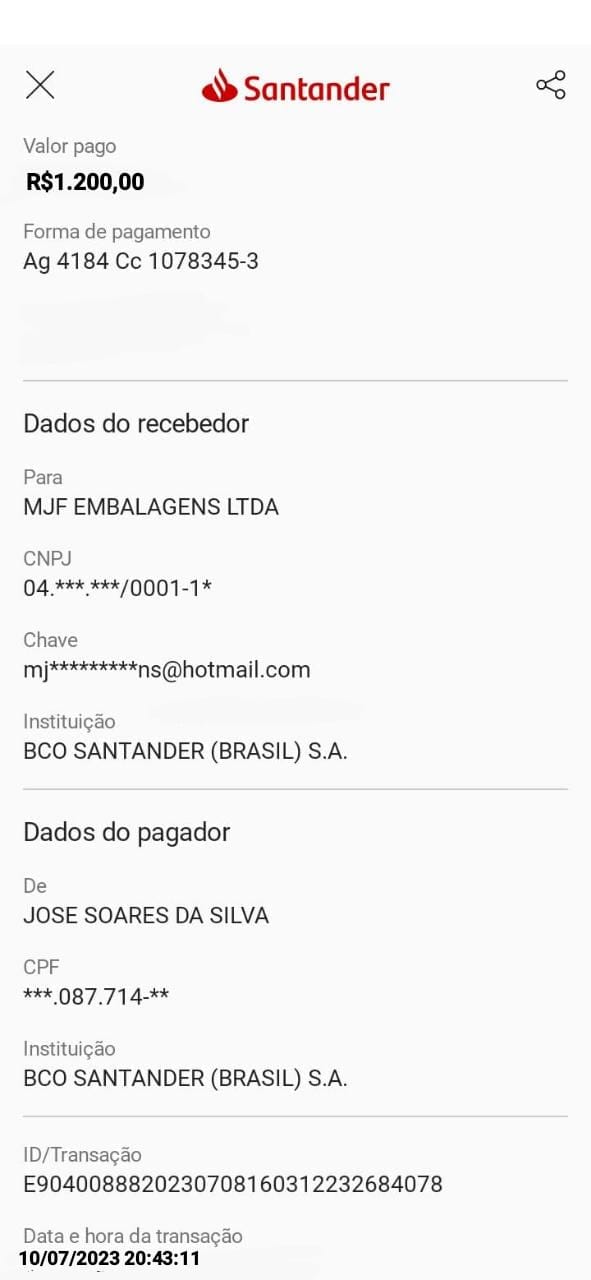 Santander
Valor pago
R$1.200,00
Forma de pagamento
Ag 4184 Cc 1078345-3
Dados do recebedor
Para
MJF EMBALAGENS LTDA
CNPJ
04.***.***/0001-1*
Chave
mj*********ns@hotmail.com
Instituição
BCO SANTANDER (BRASIL) S.A.
Dados do pagador
De
JOSE SOARES DA SILVA
CPF
***.087.714-**
Instituição
BCO SANTANDER (BRASIL) S.A.
ID/Transação
E9040088820230708160312232684078
Data e hora da transação
10/07/2023 20:43:11